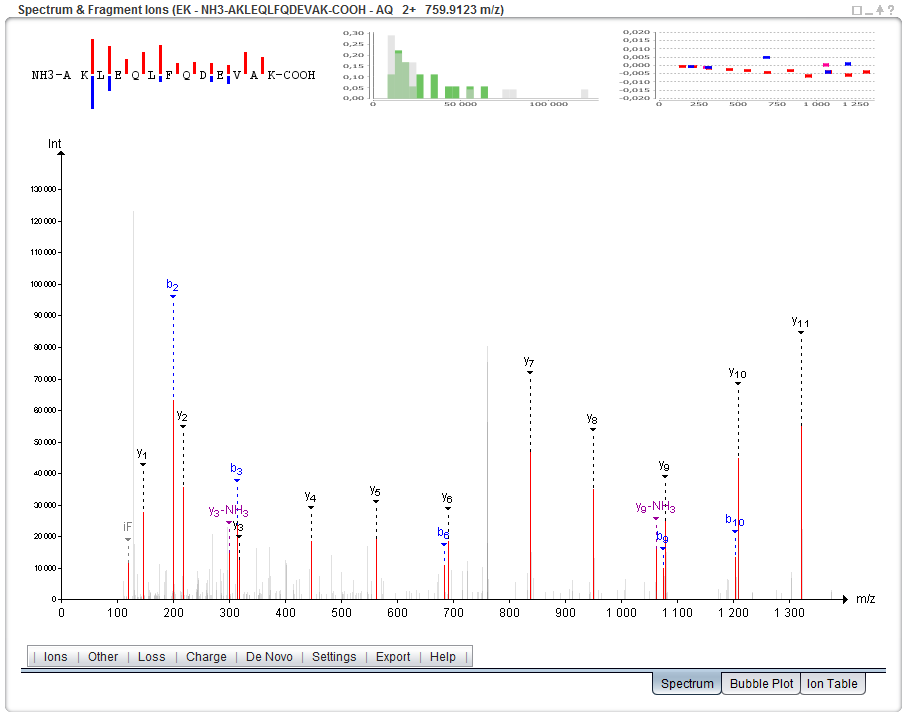 Spectrum & Fragment Ions (EK - NH3-AKLEQLFQDEVAK-COOH - AQ 2+ 759.9123 m/z)
NH3-A K L E Q L F Q D E V A K-COOH
0,30
0,25
0,20
0,15
0,10
0,05
0,00
0 50 000 100 000
0,020
0,015
0,010
0,005
0,000
-0,005
-0,010
-0,015
-0,020
0 250 500 750 1 000 1 250
Int
130 000
120 000
110 000
100 000
90 000
80 000
70 000
60 000
50 000
40 000
30 000
20 000
10 000
0
iF
y1
b2
y2
y3-NH3
b3
y3
y4
y5
b6
y6
y7
y8
y9-NH3
b9
y9
b10
y10
y11
0 100 200 300 400 500 600 700 800 900 1 000 1 100 1 200 1 300 m/z
| Ions | Other | Loss | Charge | De Novo | Settings | Export | Help |
Spectrum Bubble Plot Ion Table